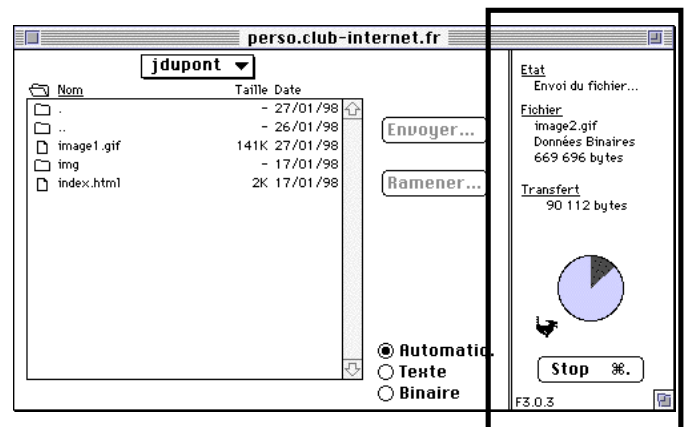 perso.club-internet.fr
jdupont
Nom Taille Date
. - 27/01/98
.. - 26/01/98
image1.gif 141K 27/01/98
img - 17/01/98
index.html 2K 17/01/98
Envoyer...
Ramener...
Automatic.
Texte
Binaire
Etat
Envoi du fichier...
Fichier
image2.gif
Données Binaires
669 696 bytes
Transfert
90 112 bytes
Stop ⌘.
F3.0.3